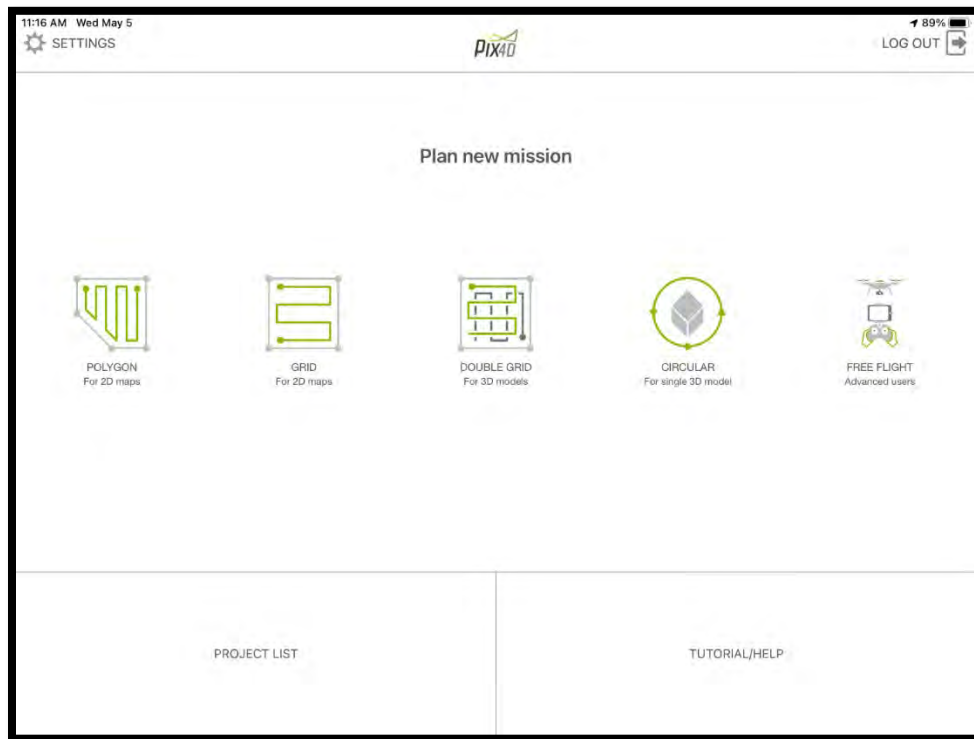 11:16 AM Wed May 5
89%
SETTINGS
PIX4D
LOG OUT
Plan new mission
POLYGON
For 2D maps
GRID
For 2D maps
DOUBLE GRID
For 3D models
CIRCULAR
For single 3D model
FREE FLIGHT
Advanced users
PROJECT LIST
TUTORIAL/HELP